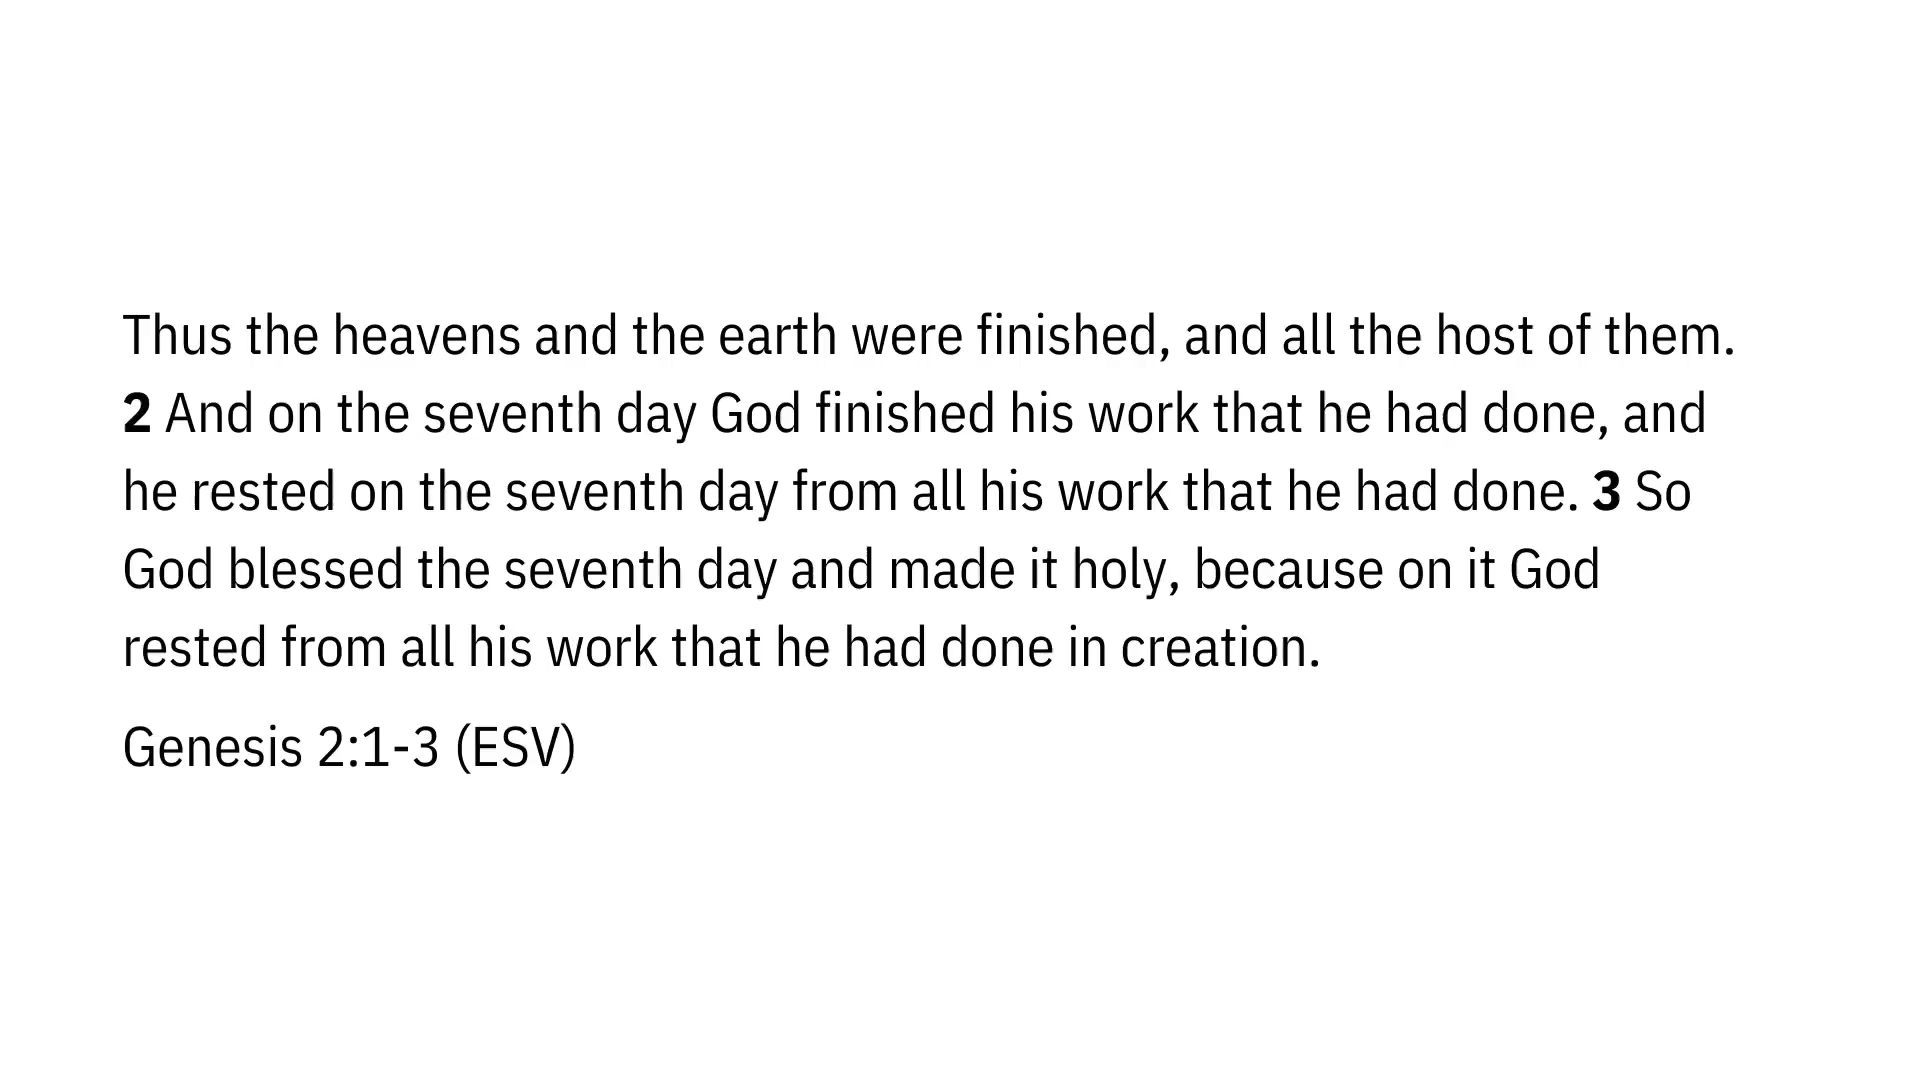 Thus the heavens and the earth were finished, and all the host of them.
2 And on the seventh day God finished his work that he had done, and
he rested on the seventh day from all his work that he had done. 3 So
God blessed the seventh day and made it holy, because on it God
rested from all his work that he had done in creation.
Genesis 2:1-3 (ESV)